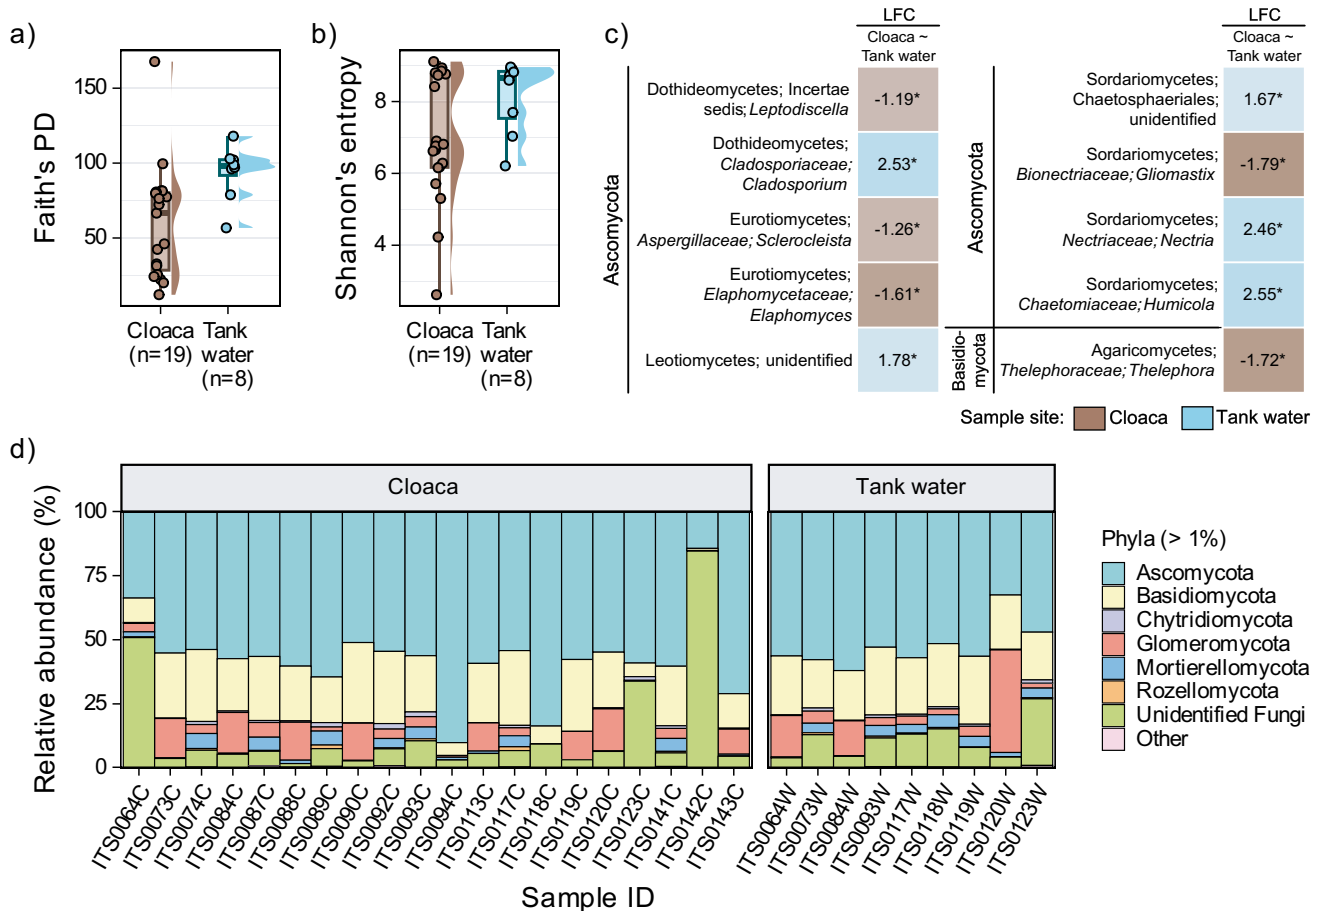 a)
Faith's PD
150
100
50
Cloaca
(n=19)
Tank
water
(n=8)
b)
Shannon's entropy
8
6
4
Cloaca
(n=19)
Tank
water
(n=8)
c)
LFC
Cloaca ~
Tank water
Ascomycota
Dothideomycetes; Incertae
sedis; Leptodiscella
-1.19*
Dothideomycetes;
Cladosporiaceae;
Cladosporium
2.53*
Eurotiomycetes;
Aspergillaceae; Sclerocleista
-1.26*
Eurotiomycetes;
Elaphomycetaceae;
Elaphomyces
-1.61*
Leotiomycetes; unidentified
1.78*
LFC
Cloaca ~
Tank water
Ascomycota
Sordariomycetes;
Chaetosphaeriales;
unidentified
1.67*
Sordariomycetes;
Bionectriaceae; Gliomastix
-1.79*
Sordariomycetes;
Nectriaceae; Nectria
2.46*
Sordariomycetes;
Chaetomiaceae; Humicola
2.55*
Basidio-
mycota
Agaricomycetes;
Thelephoraceae; Thelephora
-1.72*
Sample site: Cloaca Tank water
d)
Relative abundance (%)
100
75
50
25
0
Cloaca
Tank water
ITS0064C
ITS0073C
ITS0074C
ITS0084C
ITS0087C
ITS0088C
ITS0089C
ITS0090C
ITS0092C
ITS0093C
ITS0094C
ITS0113C
ITS0117C
ITS0118C
ITS0119C
ITS0120C
ITS0123C
ITS0141C
ITS0142C
ITS0143C
ITS0064W
ITS0073W
ITS0084W
ITS0093W
ITS0117W
ITS0118W
ITS0119W
ITS0120W
ITS0123W
Sample ID
Phyla (> 1%)
Ascomycota
Basidiomycota
Chytridiomycota
Glomeromycota
Mortierellomycota
Rozellomycota
Unidentified Fungi
Other